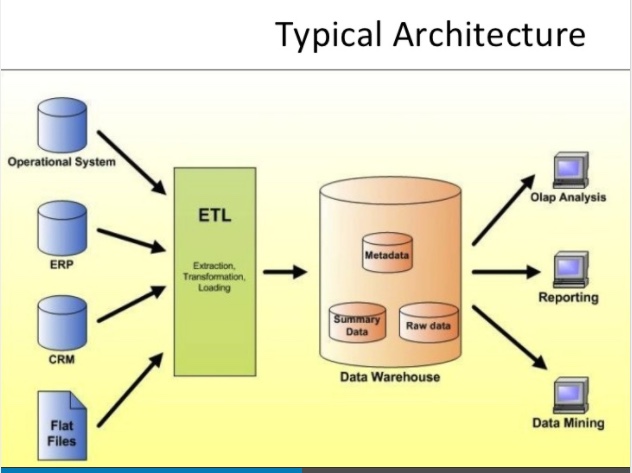 Typical Architecture
Operational System
ERP
CRM
Flat
Files
ETL
Extraction,
Transformation,
Loading
Metadata
Summary
Data
Raw data
Data Warehouse
Olap Analysis
Reporting
Data Mining